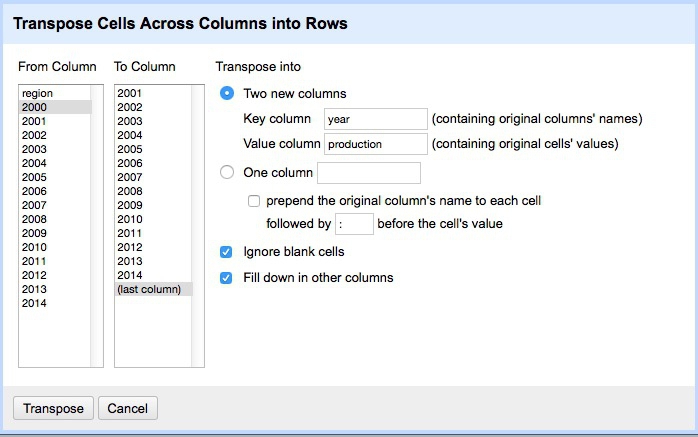 Transpose Cells Across Columns into Rows
From Column
region
2000
2001
2002
2003
2004
2005
2006
2007
2008
2009
2010
2011
2012
2013
2014
To Column
2001
2002
2003
2004
2005
2006
2007
2008
2009
2010
2011
2012
2013
2014
(last column)
Transpose into
Two new columns
Key column year (containing original columns' names)
Value column production (containing original cells' values)
One column
prepend the original column's name to each cell
followed by : before the cell's value
Ignore blank cells
Fill down in other columns
Transpose Cancel